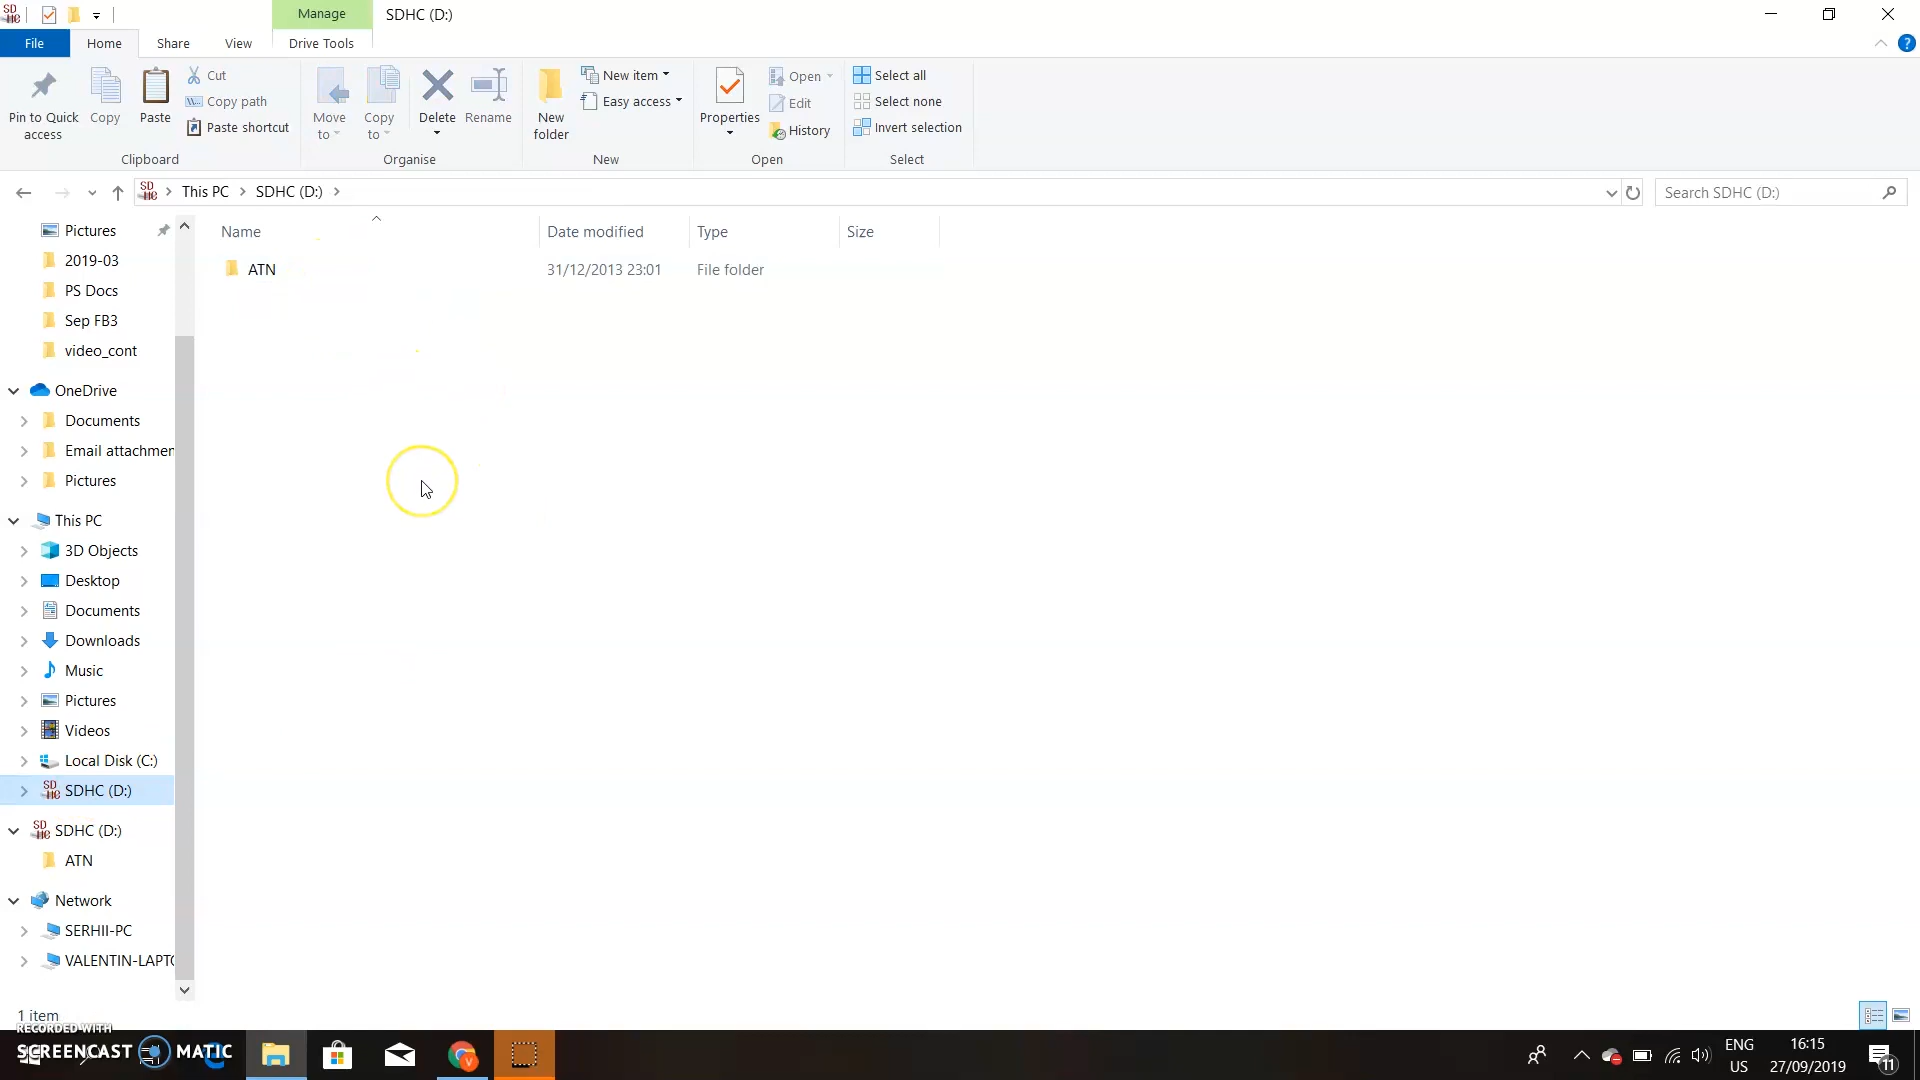 SDHC (D:)
Manage
File
Home
Share
View
Drive Tools
Pin to Quick access
Copy
Paste
Cut
Copy path
Paste shortcut
Clipboard
Move to
Copy to
Delete
Rename
Organise
New folder
New item
Easy access
New
Properties
Open
Edit
History
Open
Select all
Select none
Invert selection
Select
This PC
SDHC (D:)
Search SDHC (D:)
Name
Date modified
Type
Size
ATN
31/12/2013 23:01
File folder
Pictures
2019-03
PS Docs
Sep FB3
video_cont
OneDrive
Documents
Email attachmen
Pictures
This PC
3D Objects
Desktop
Documents
Downloads
Music
Pictures
Videos
Local Disk (C:)
SDHC (D:)
SDHC (D:)
ATN
Network
SERHII-PC
VALENTIN-LAPTO
1 item
RECORDED WITH
SCREENCAST MATIC
ENG
US
16:15
27/09/2019
11